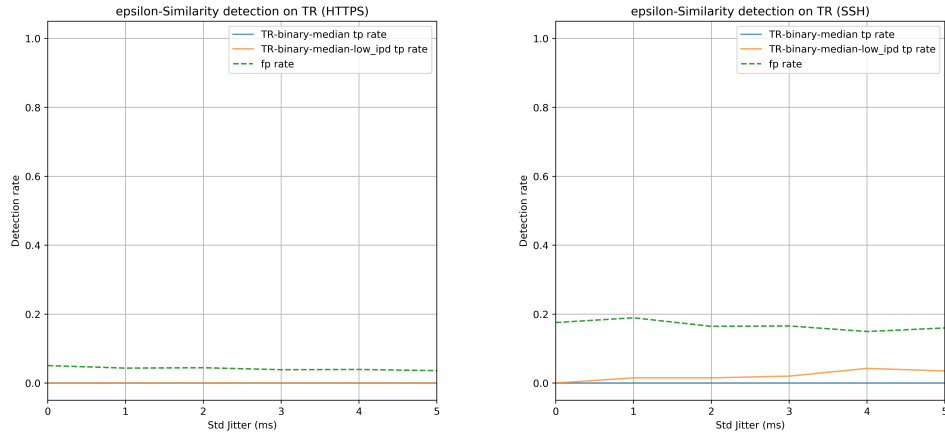 epsilon-Similarity detection on TR (HTTPS)
TR-binary-median tp rate
TR-binary-median-low_ipd tp rate
fp rate
1.0
0.8
0.6
0.4
0.2
0.0
Detection rate
0 1 2 3 4 5
Std Jitter (ms)
epsilon-Similarity detection on TR (SSH)
TR-binary-median tp rate
TR-binary-median-low_ipd tp rate
fp rate
1.0
0.8
0.6
0.4
0.2
0.0
Detection rate
0 1 2 3 4 5
Std Jitter (ms)